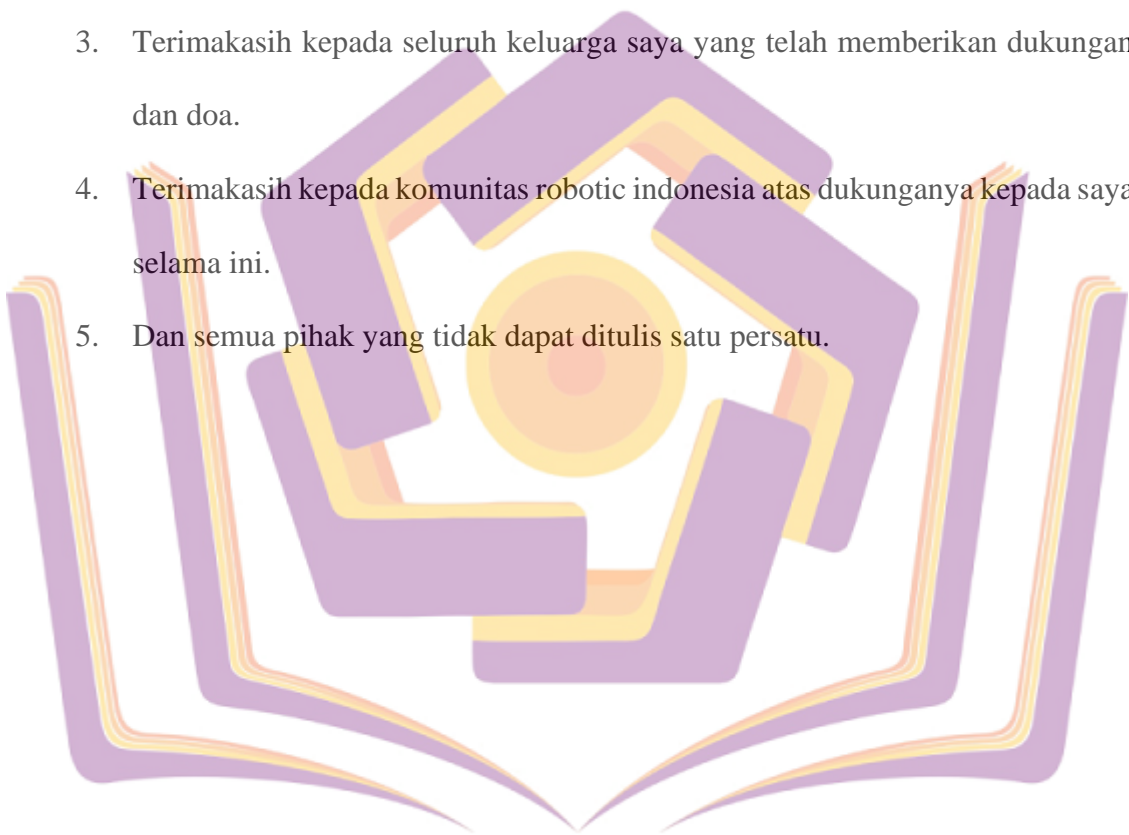 3. Terimakasih kepada seluruh keluarga saya yang telah memberikan dukungan
dan doa.
4. Terimakasih kepada komunitas robotic indonesia atas dukunganya kepada saya
selama ini.
5. Dan semua pihak yang tidak dapat ditulis satu persatu.